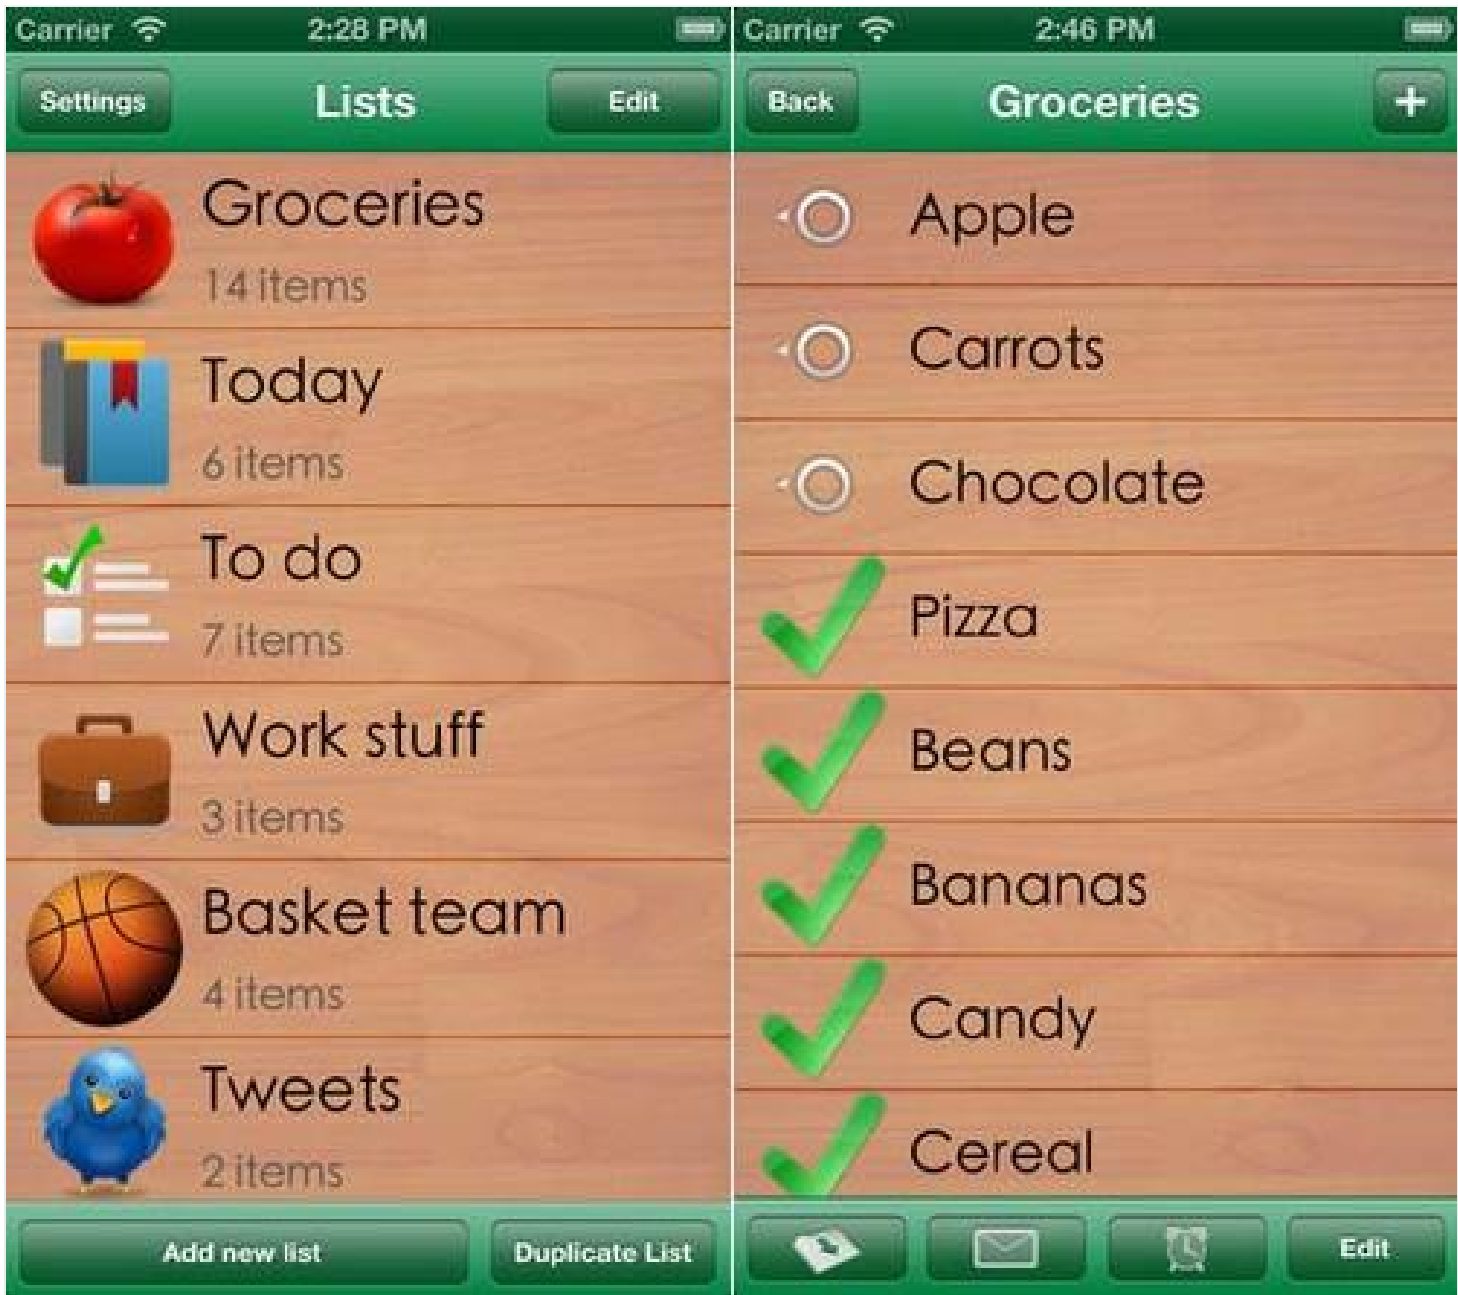 Carrier 2:28 PM
Settings Lists Edit
Groceries
14 items
Today
6 items
To do
7 items
Work stuff
3 items
Basket team
4 items
Tweets
2 items
Add new list Duplicate List
Carrier 2:46 PM
Back Groceries +
Apple
Carrots
Chocolate
Pizza
Beans
Bananas
Candy
Cereal
Edit